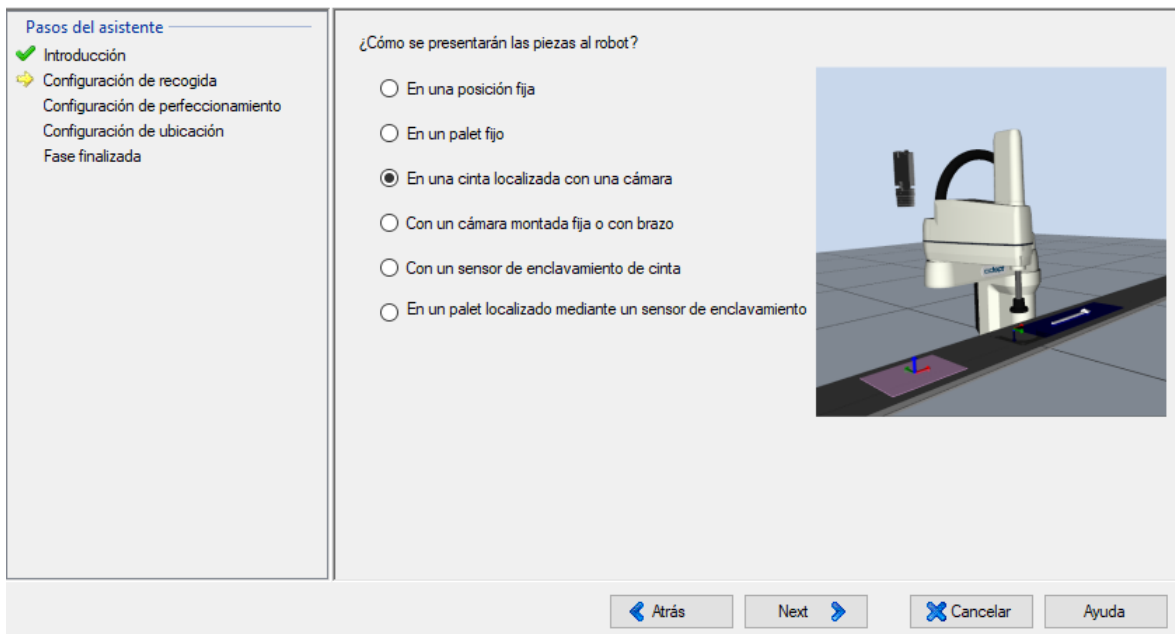 Pasos del asistente
Introducción
Configuración de recogida
Configuración de perfeccionamiento
Configuración de ubicación
Fase finalizada
¿Cómo se presentarán las piezas al robot?
En una posición fija
En un palet fijo
En una cinta localizada con una cámara
Con un cámara montada fija o con brazo
Con un sensor de enclavamiento de cinta
En un palet localizado mediante un sensor de enclavamiento
Atrás
Next
Cancelar
Ayuda